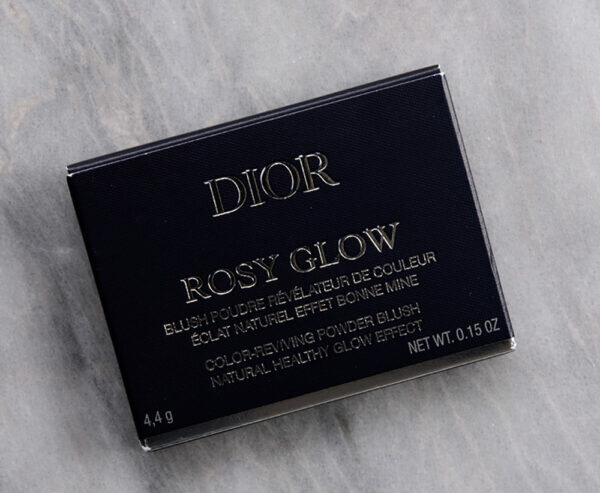 DIOR
ROSY GLOW
BLUSH POUDRE RÉVÉLATEUR DE COULEUR
ÉCLAT NATUREL EFFET BONNE MINE
COLOR-REVIVING POWDER BLUSH
NATURAL HEALTHY GLOW EFFECT
4,4 g
NET WT. 0.15 OZ